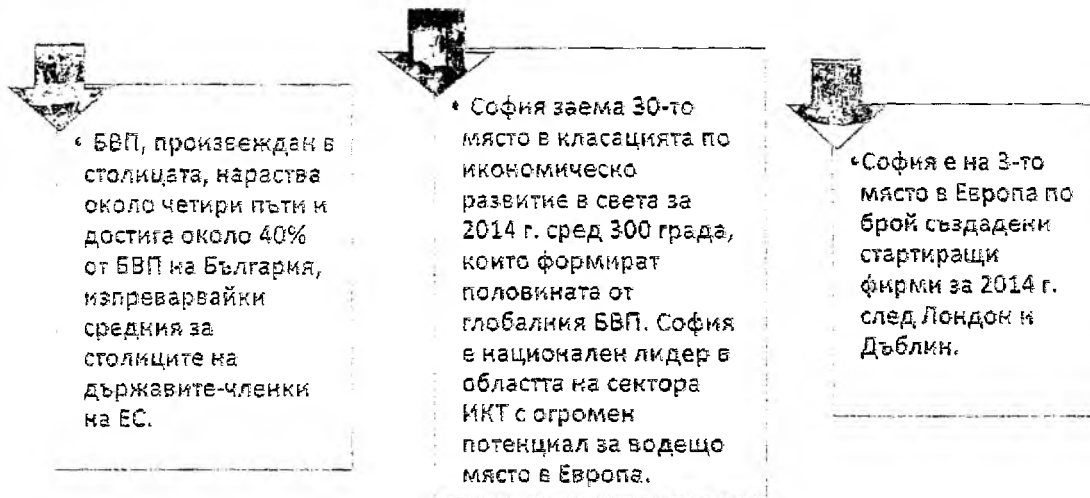 • БВП, произвеждан в
столицата, нараства
около четири пъти и
достига около 40%
от БВП на България,
изпреварвайки
средния за
столиците на
държавите-членки
на ЕС.
• София заема 30-то
място в класацията по
икономическо
развитие в света за
2014 г. сред 300 града,
които формират
половината от
глобалния БВП. София
е национален лидер в
областта на сектора
ИКТ с огромен
потенциал за водещо
място в Европа.
• София е на 3-то
място в Европа по
брой създадени
стартиращи
фирми за 2014 г.
след Лондон и
Дъблин.